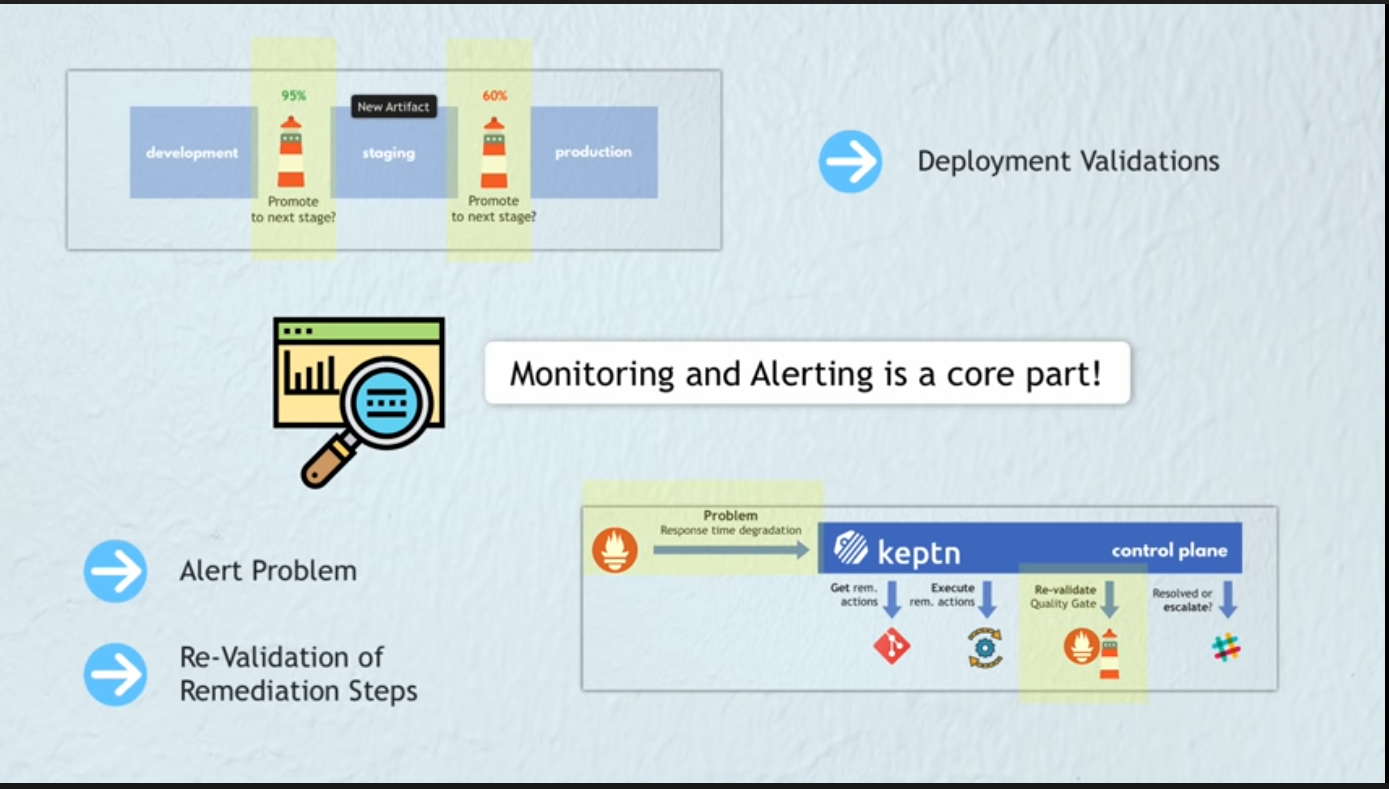 95%
New Artifact
60%
development
staging
production
Promote
to next stage?
Promote
to next stage?
Deployment Validations
Monitoring and Alerting is a core part!
Alert Problem
Re-Validation of
Remediation Steps
Problem
Response time degradation
keptn
control plane
Get rem.
actions
Execute
rem. actions
Re-validate
Quality Gate
Resolved or
escalate?